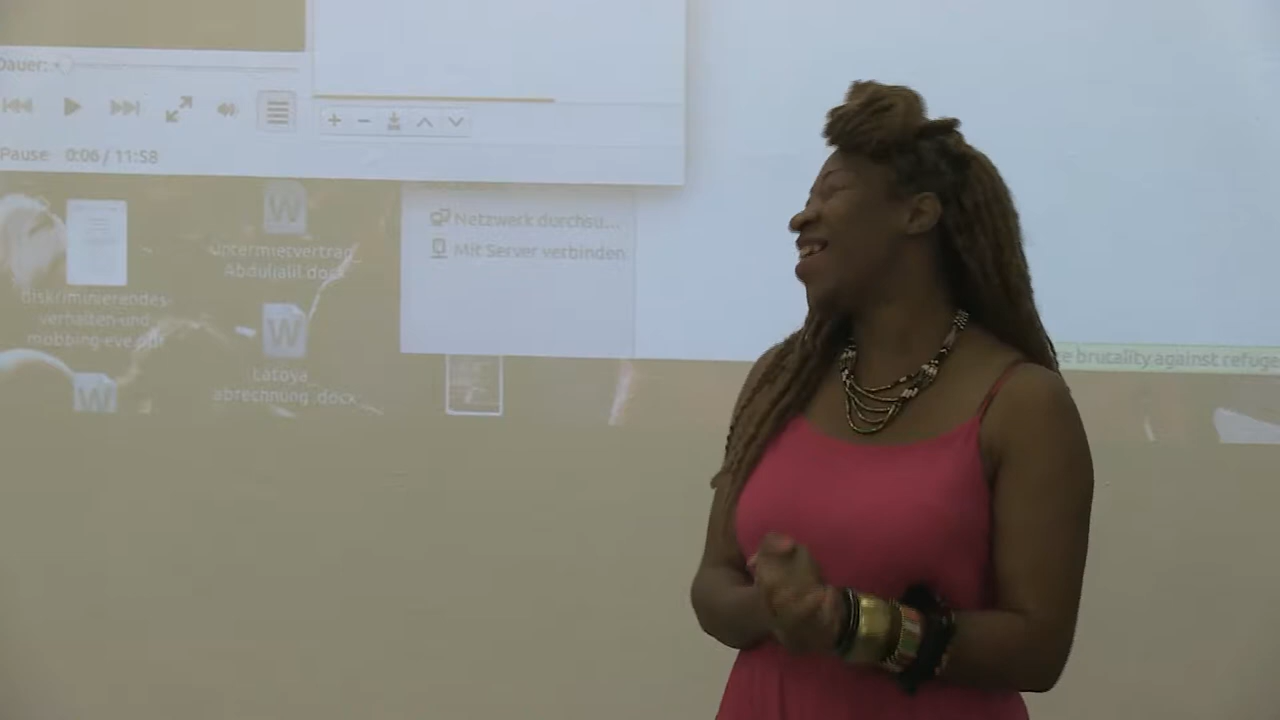 Dauer:
Pause 0:06 / 11:58
Netzwerk durchsu...
Mit Server verbinden
W
Untermietvertrag
Abduljalil.docx
diskriminierendes-
verhalten-und
mobbing-eve.pdf
W
Latoya
abrechnung .docx
W
e brutality against refuge